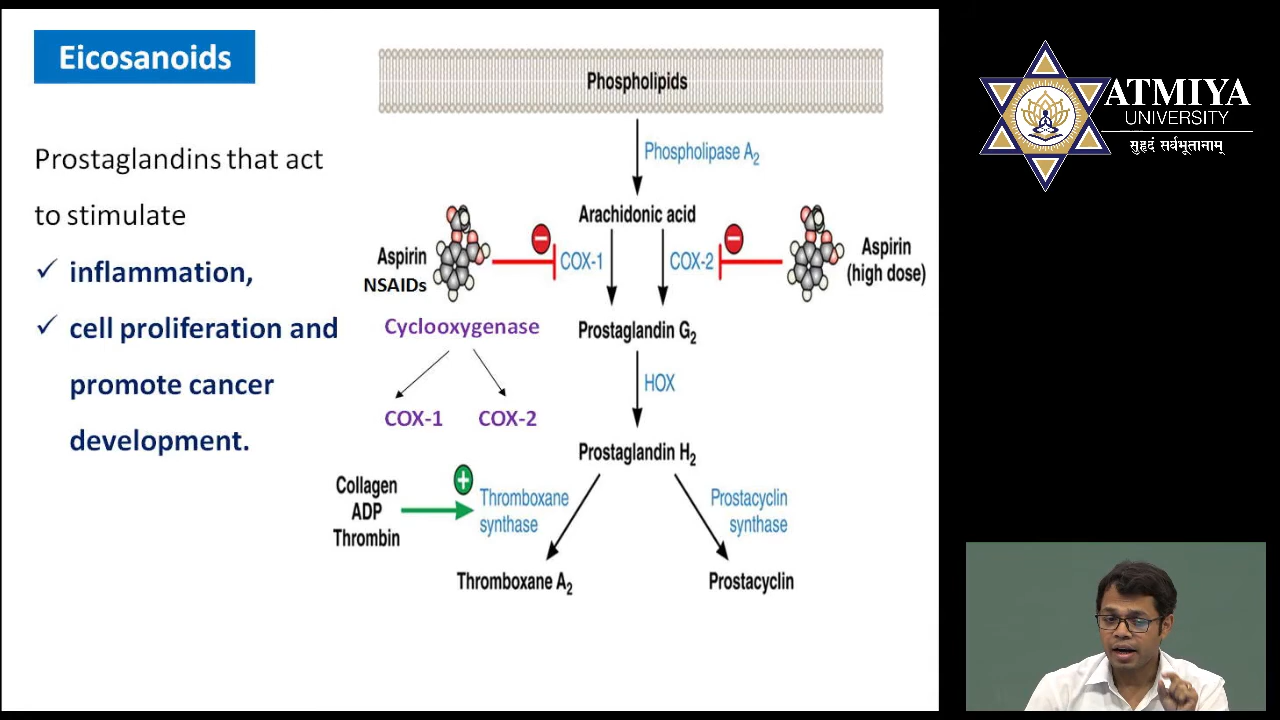 Eicosanoids
Prostaglandins that act
to stimulate
✓ inflammation,
✓ cell proliferation and
promote cancer
development.
Phospholipids
Phospholipase A₂
Arachidonic acid
Aspirin
NSAIDs
COX-1
COX-2
Aspirin
(high dose)
Cyclooxygenase
COX-1
COX-2
Prostaglandin G₂
HOX
Prostaglandin H₂
Collagen
ADP
Thrombin
Thromboxane
synthase
Prostacyclin
synthase
Thromboxane A₂
Prostacyclin
ATMIYA
UNIVERSITY
सुहृदं सर्वभूतानाम्